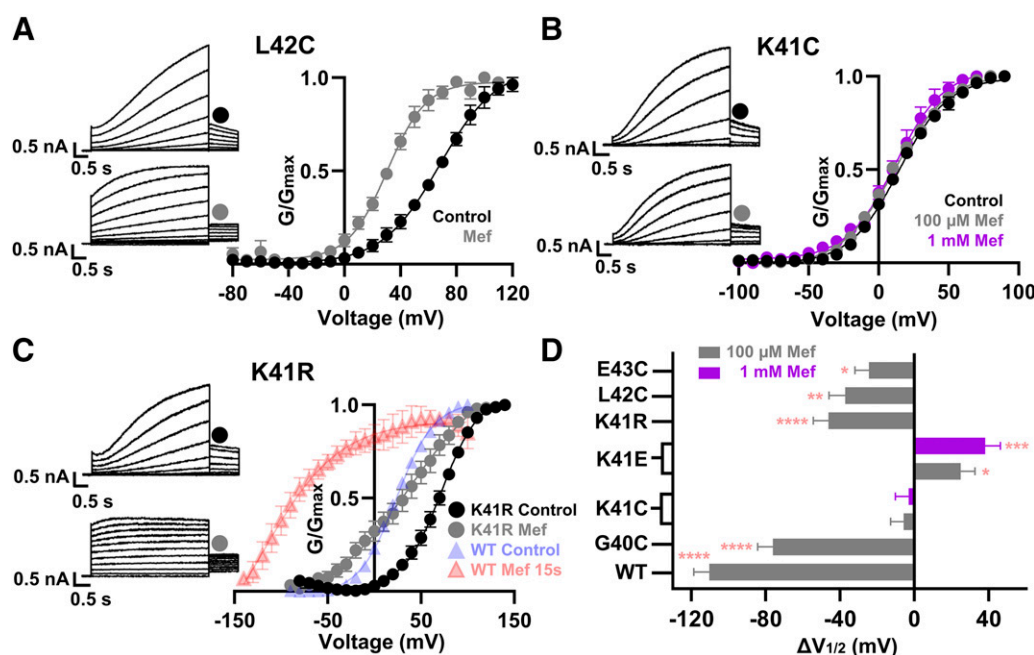 A
L42C
0.5 nA
0.5 s
0.5 nA
0.5 s
1.0
0.5
G/Gmax
Control
Mef
-80 -40 0 40 80 120
Voltage (mV)
B
K41C
0.5 nA
0.5 s
0.5 nA
0.5 s
1.0
0.5
G/Gmax
Control
100 µM Mef
1 mM Mef
-100 -50 0 50 100
Voltage (mV)
C
K41R
0.5 nA
0.5 s
0.5 nA
0.5 s
1.0
0.5
G/Gmax
K41R Control
K41R Mef
WT Control
WT Mef 15s
-150 -50 50 150
Voltage (mV)
D
100 µM Mef
1 mM Mef
E43C *
L42C **
K41R ****
K41E ***
*
K41C
G40C ****
WT ****
-120 -80 -40 0 40
ΔV1/2 (mV)